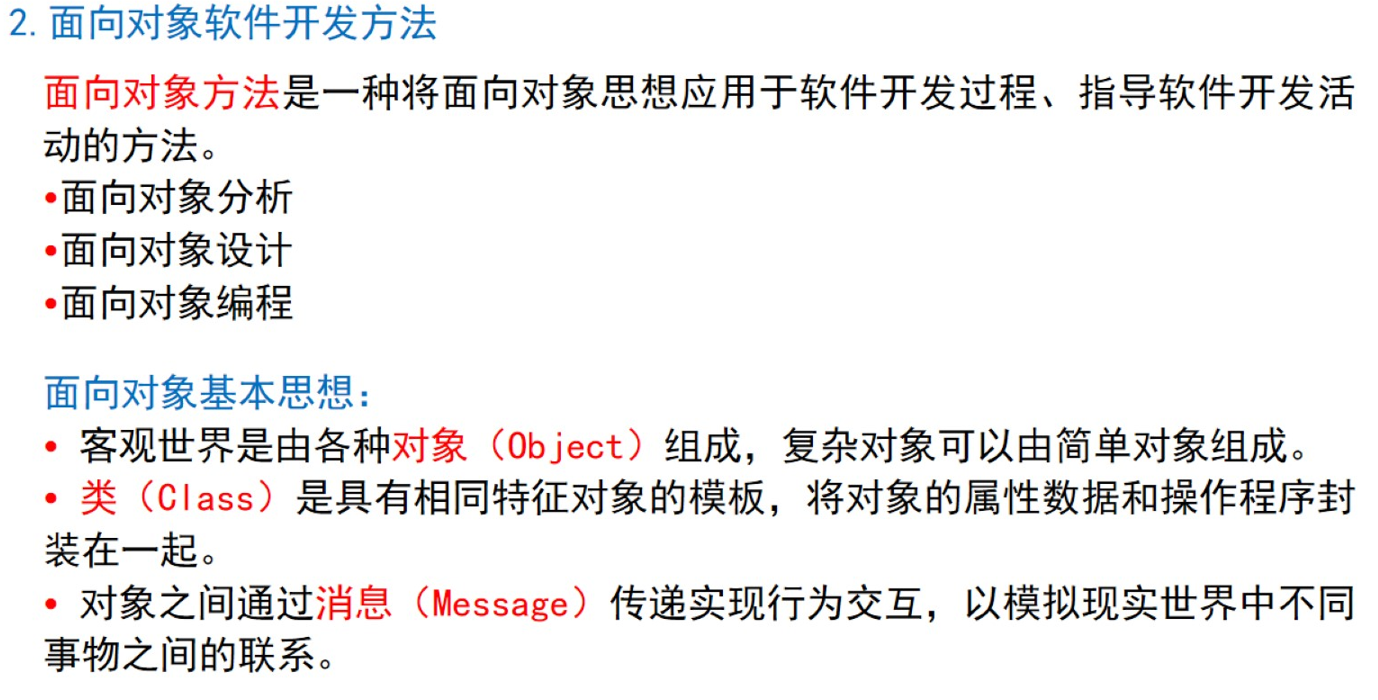 2. 面向对象软件开发方法
面向对象方法是一种将面向对象思想应用于软件开发过程、指导软件开发活
动的方法。
•面向对象分析
•面向对象设计
•面向对象编程
面向对象基本思想：
• 客观世界是由各种对象（Object）组成，复杂对象可以由简单对象组成。
• 类（Class）是具有相同特征对象的模板，将对象的属性数据和操作程序封
装在一起。
• 对象之间通过消息（Message）传递实现行为交互，以模拟现实世界中不同
事物之间的联系。